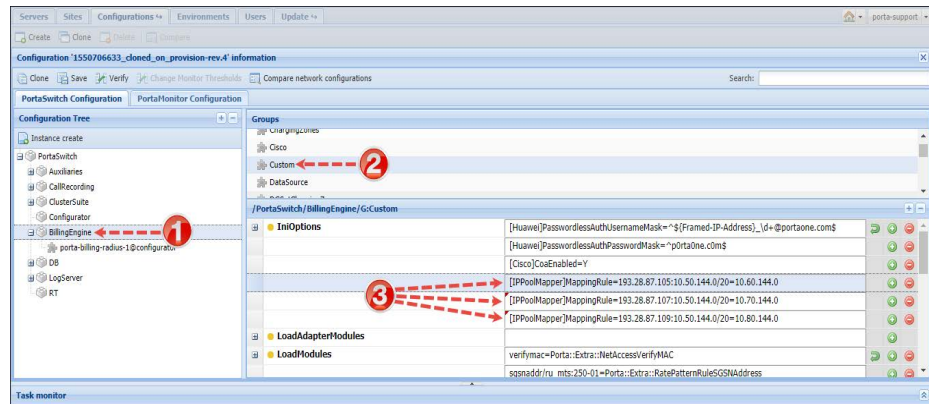 Servers Sites Configurations Environments Users Update porta-support
Create Clone Delete Compare
Configuration '1550706633_cloned_on_provision-rev.4' information
Clone Save Verify Change Monitor Thresholds Compare network configurations Search:
PortaSwitch Configuration PortaMonitor Configuration
Configuration Tree
Instance create
PortaSwitch
Auxiliaries
CallRecording
ClusterSuite
Configurator
BillingEngine
porta-billing-radius-1@configurator
DB
LogServer
RT
1
Groups
ChargingZones
Cisco
Custom
2
DataSource
/PortaSwitch/BillingEngine/G:Custom
IniOptions [Huawei]PasswordlessAuthUsernameMask=^${Framed-IP-Address}_\d+@portaone.com$
[Huawei]PasswordlessAuthPasswordMask=^p0rta0ne.c0m$
[Cisco]CoaEnabled=Y
3
[IPPoolMapper]MappingRule=193.28.87.105:10.50.144.0/20=10.60.144.0
[IPPoolMapper]MappingRule=193.28.87.107:10.50.144.0/20=10.70.144.0
[IPPoolMapper]MappingRule=193.28.87.109:10.50.144.0/20=10.80.144.0
LoadAdapterModules
LoadModules verifymac=Porta::Extra::NetAccessVerifyMAC
sgsnaddr/ru_mts:250-01=Porta::Extra::RatePatternRuleSGSNAddress
Task monitor